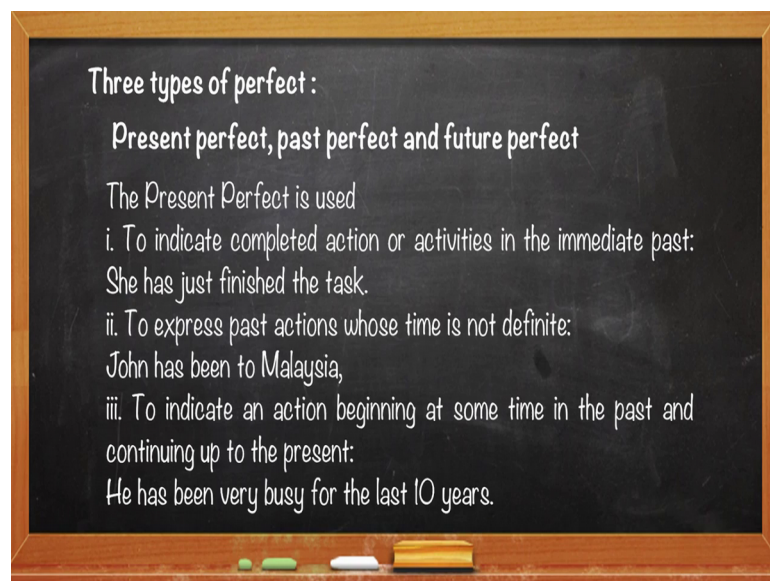 Three types of perfect :
Present perfect, past perfect and future perfect
The Present Perfect is used
i. To indicate completed action or activities in the immediate past:
She has just finished the task.
ii. To express past actions whose time is not definite:
John has been to Malaysia,
iii. To indicate an action beginning at some time in the past and
continuing up to the present:
He has been very busy for the last 10 years.